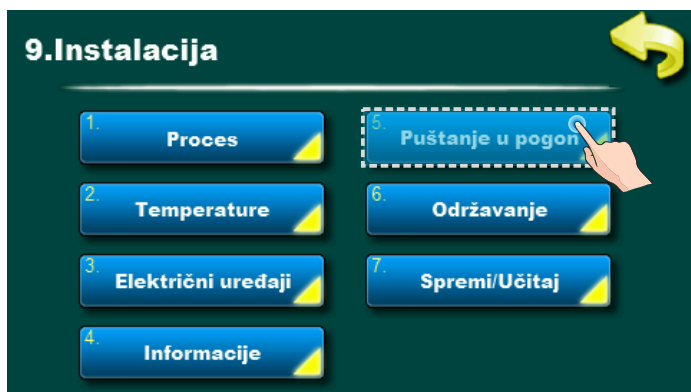 9.Instalacija
1.
Proces
2.
Temperature
3.
Električni uređaji
4.
Informacije
5.
Puštanje u pogon
6.
Održavanje
7.
Spremi/Učitaj